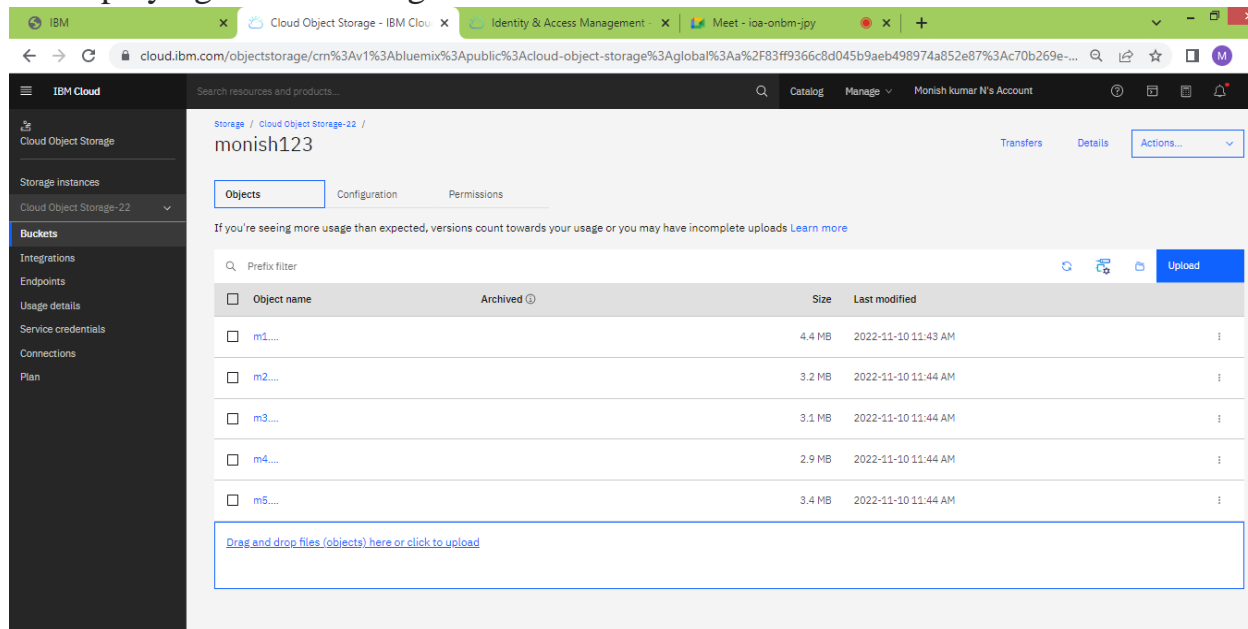 IBM
Cloud Object Storage - IBM Clou
Identity & Access Management -
Meet - ioa-onbm-jpy
cloud.ibm.com/objectstorage/crn%3Av1%3Abluemix%3Apublic%3Acloud-object-storage%3Aglobal%3Aa%2F83ff9366c8d045b9aeb498974a852e87%3Ac70b269e-...
M
IBM Cloud
Search resources and products...
Catalog
Manage
Monish kumar N's Account
Cloud Object Storage
Storage instances
Cloud Object Storage-22
Buckets
Integrations
Endpoints
Usage details
Service credentials
Connections
Plan
Storage / Cloud Object Storage-22 /
monish123
Transfers
Details
Actions...
Objects
Configuration
Permissions
If you're seeing more usage than expected, versions count towards your usage or you may have incomplete uploads Learn more
Prefix filter
Upload
Object name Archived Size Last modified
m1.... 4.4 MB 2022-11-10 11:43 AM
m2.... 3.2 MB 2022-11-10 11:44 AM
m3.... 3.1 MB 2022-11-10 11:44 AM
m4.... 2.9 MB 2022-11-10 11:44 AM
m5.... 3.4 MB 2022-11-10 11:44 AM
Drag and drop files (objects) here or click to upload